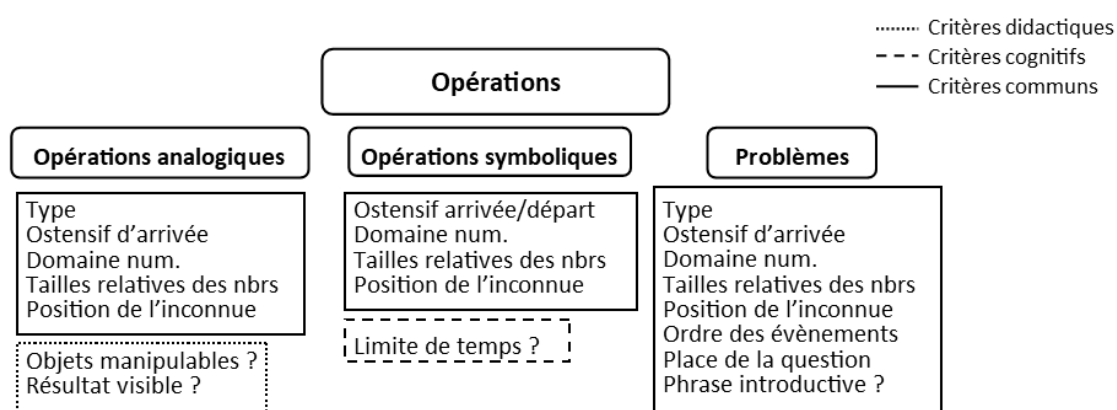 Critères didactiques
Critères cognitifs
Critères communs
Opérations
Opérations analogiques
Opérations symboliques
Problèmes
Type
Ostensif d’arrivée
Domaine num.
Tailles relatives des nbrs
Position de l’inconnue
Objets manipulables ?
Résultat visible ?
Ostensif arrivée/départ
Domaine num.
Tailles relatives des nbrs
Position de l’inconnue
Limite de temps ?
Type
Ostensif d’arrivée
Domaine num.
Tailles relatives des nbrs
Position de l’inconnue
Ordre des évènements
Place de la question
Phrase introductive ?